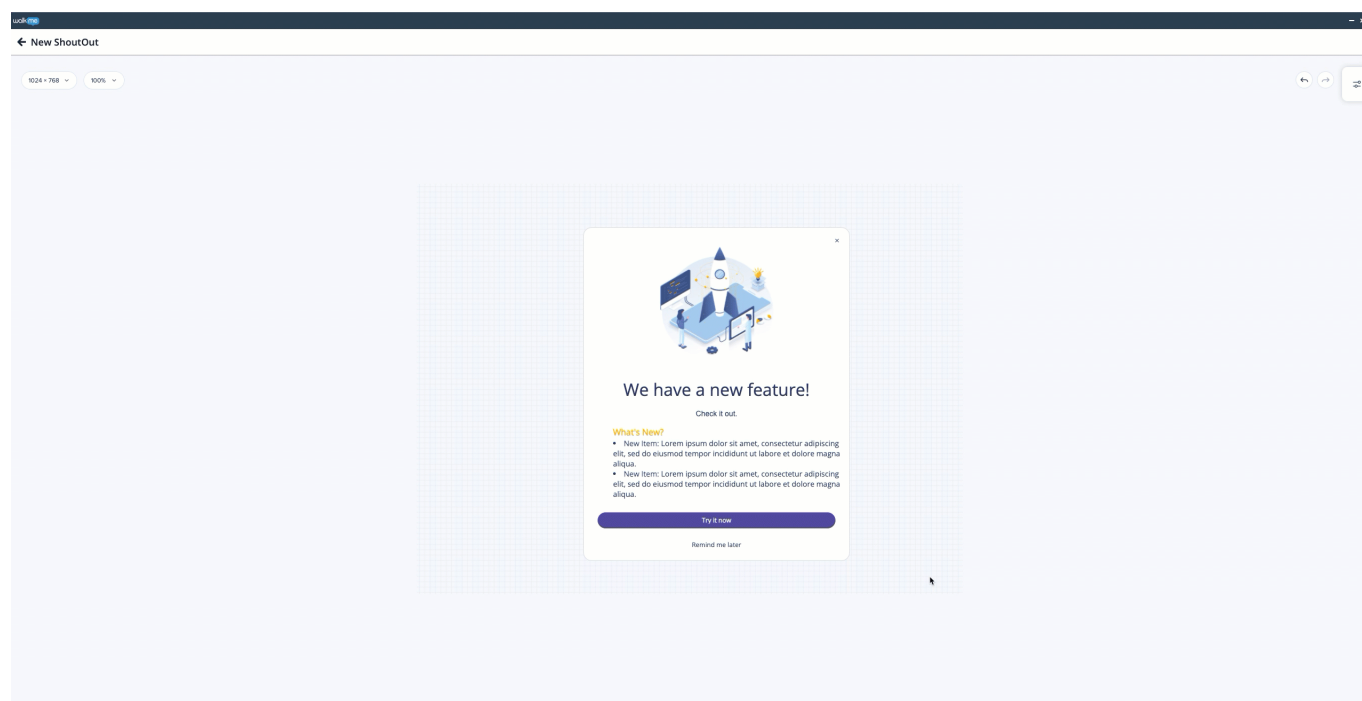 walkme
New ShoutOut
1024 × 768
100%
We have a new feature!
Check it out.
What's New?
• New Item: Lorem ipsum dolor sit amet, consectetur adipiscing
elit, sed do eiusmod tempor incididunt ut labore et dolore magna
aliqua.
• New Item: Lorem ipsum dolor sit amet, consectetur adipiscing
elit, sed do eiusmod tempor incididunt ut labore et dolore magna
aliqua.
Try it now
Remind me later